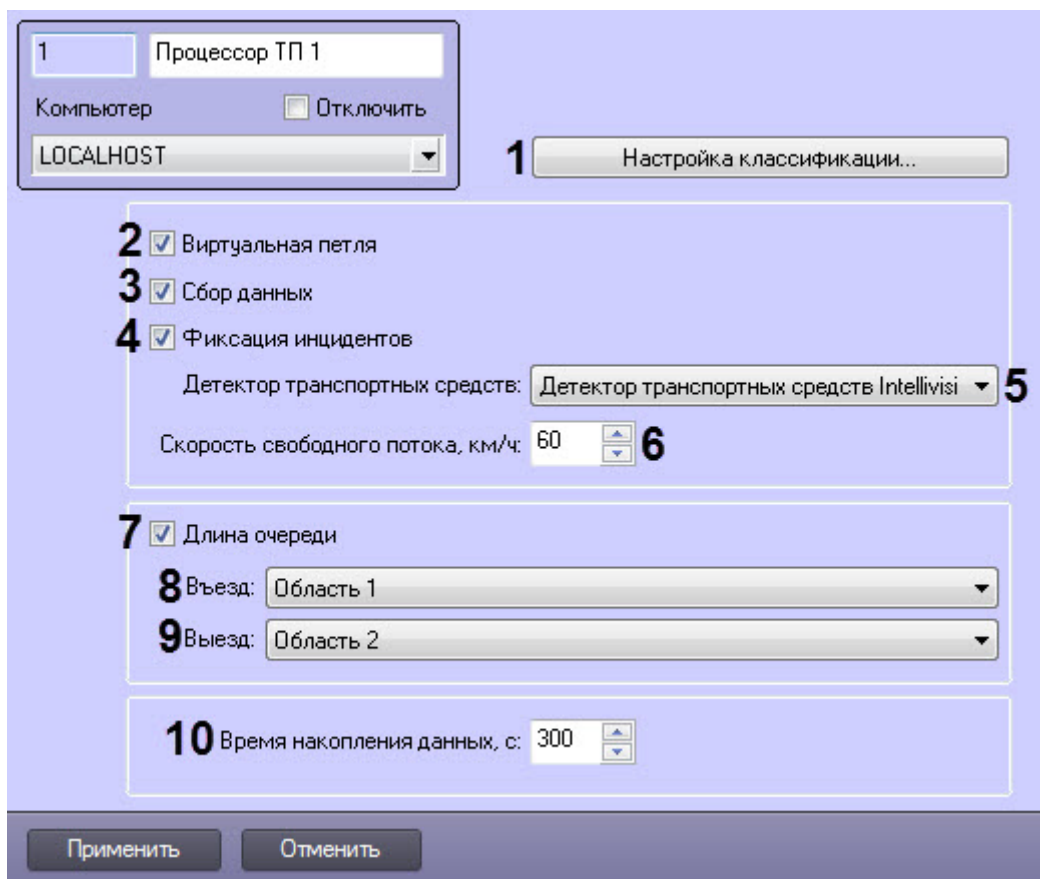 1 Процессор ТП 1
Компьютер Отключить
LOCALHOST
1 Настройка классификации...
2 Виртуальная петля
3 Сбор данных
4 Фиксация инцидентов
Детектор транспортных средств: Детектор транспортных средств Intellivisi 5
Скорость свободного потока, км/ч: 60 6
7 Длина очереди
8 Въезд: Область 1
9 Выезд: Область 2
10 Время накопления данных, с: 300
Применить Отменить